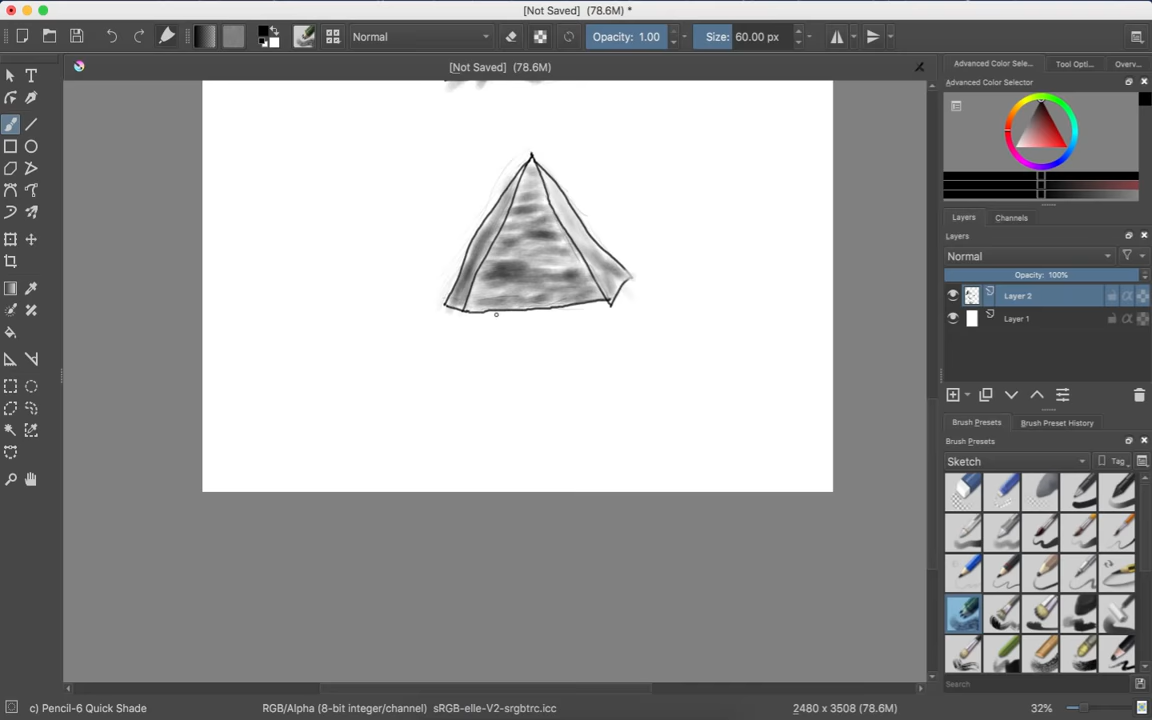 [Not Saved] (78.6M) *
Normal
Opacity: 1.00
Size: 60.00 px
[Not Saved] (78.6M)
Advanced Color Sele...
Tool Opti...
Overv...
Advanced Color Selector
Layers
Channels
Layers
Normal
Opacity: 100%
Layer 2
Layer 1
Brush Presets
Brush Preset History
Brush Presets
Sketch
Tag
Search
c) Pencil-6 Quick Shade
RGB/Alpha (8-bit integer/channel) sRGB-elle-V2-srgbtrc.icc
2480 x 3508 (78.6M)
32%